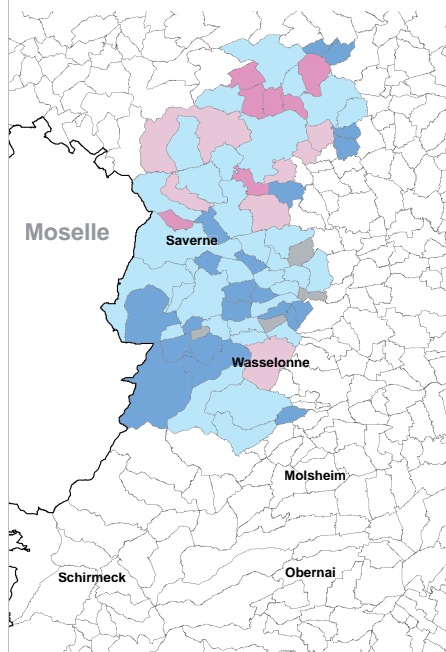 Moselle
Saverne
Wasselonne
Molsheim
Schirmeck
Obernai